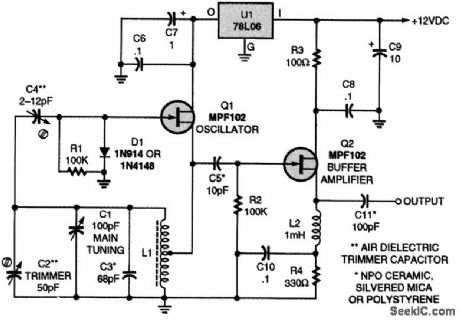 O
U1
78L06
I
G
+12VDC
C7
1
+
C6
.1
R3
100Ω
+
C9
10
C8
.1
C4**
2–12pF
Q1
MPF102
OSCILLATOR
R1
100K
D1
1N914 OR
1N4148
Q2
MPF102
BUFFER
AMPLIFIER
C5*
10pF
R2
100K
OUTPUT
C11*
100pF
L2
1mH
C1
100pF
MAIN
TUNING
L1
C2**
TRIMMER
50pF
C3*
68pF
C10
.1
R4
330Ω
** AIR DIELECTRIC
TRIMMER CAPACITOR
* NPO CERAMIC,
SILVERED MICA
OR POLYSTYRENE
SeekIC.com